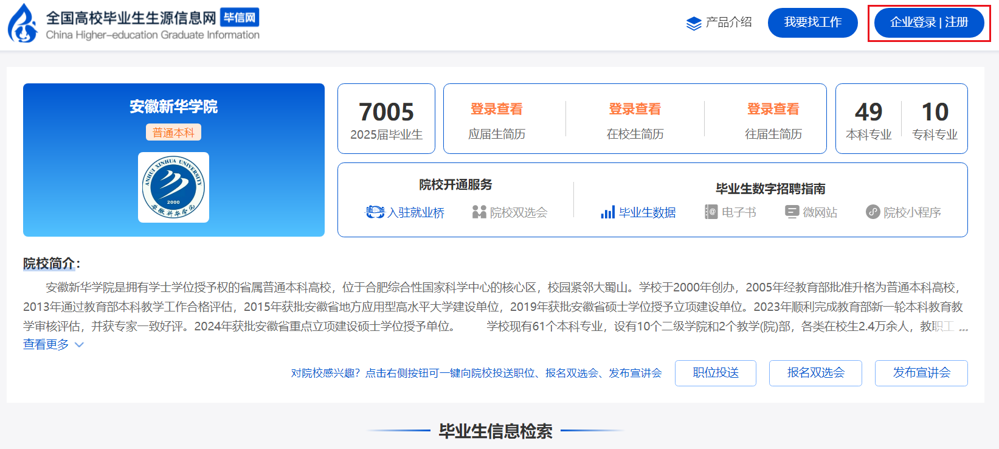 全国高校毕业生生源信息网 毕信网
China Higher-education Graduate Information
产品介绍
我要找工作
企业登录 | 注册
安徽新华学院
普通本科
ANHUI XINHUA UNIVERSITY
2000
安徽新华学院
7005
2025届毕业生
登录查看
应届生简历
登录查看
在校生简历
登录查看
往届生简历
49
本科专业
10
专科专业
院校开通服务
入驻就业桥
院校双选会
毕业生数字招聘指南
毕业生数据
电子书
微网站
院校小程序
院校简介:
安徽新华学院是拥有学士学位授予权的省属普通本科高校，位于合肥综合性国家科学中心的核心区，校园紧邻大蜀山。学校于2000年创办，2005年经教育部批准升格为普通本科高校，
2013年通过教育部本科教学工作合格评估，2015年获批安徽省地方应用型高水平大学建设单位，2019年获批安徽省硕士学位授予立项建设单位。2023年顺利完成教育部新一轮本科教育教
学审核评估，并获专家一致好评。2024年获批安徽省重点立项建设硕士学位授予单位。 学校现有61个本科专业，设有10个二级学院和2个教学(院)部，各类在校生2.4万余人，教职工 ...
查看更多
对院校感兴趣？点击右侧按钮可一键向院校投送职位、报名双选会、发布宣讲会
职位投送
报名双选会
发布宣讲会
毕业生信息检索